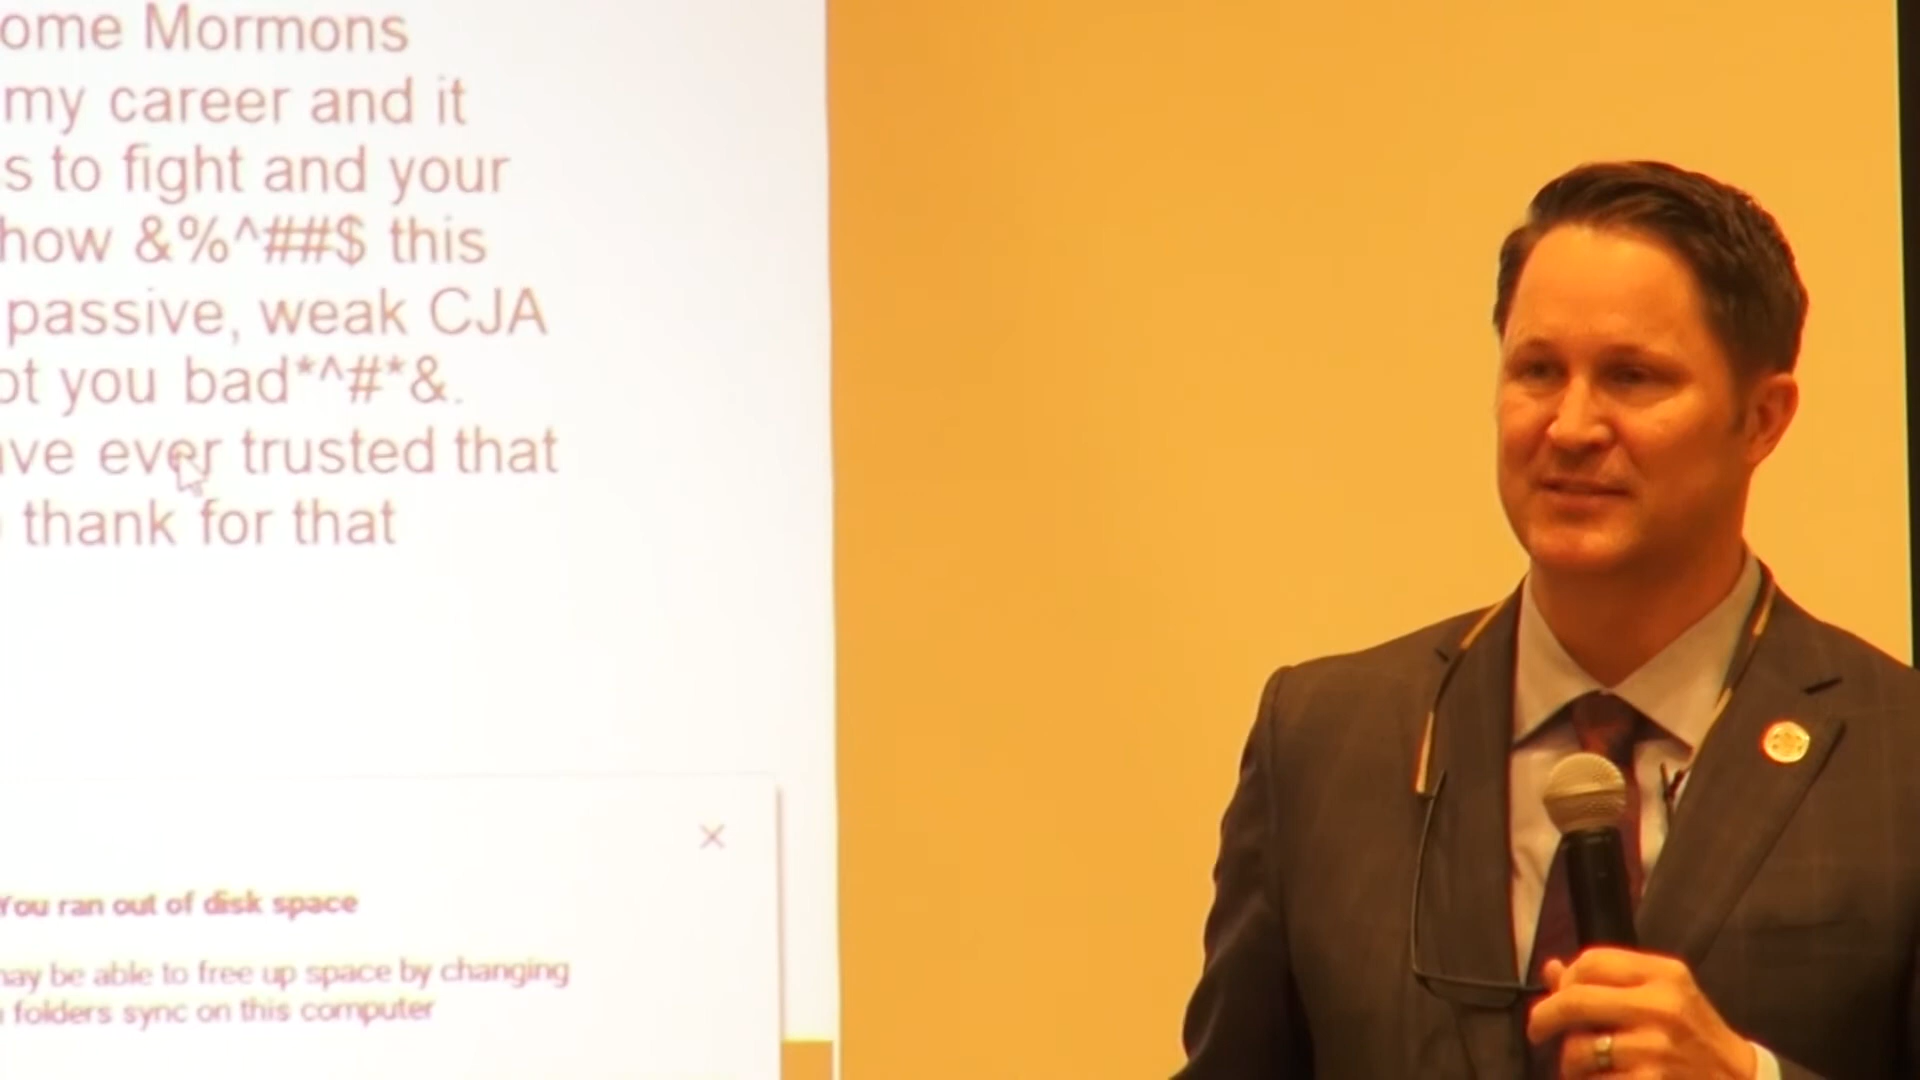 ome Mormons
my career and it
s to fight and your
how &%^##$ this
passive, weak CJA
ot you bad*^#*&.
ave ever trusted that
thank for that
You ran out of disk space
may be able to free up space by changing
folders sync on this computer